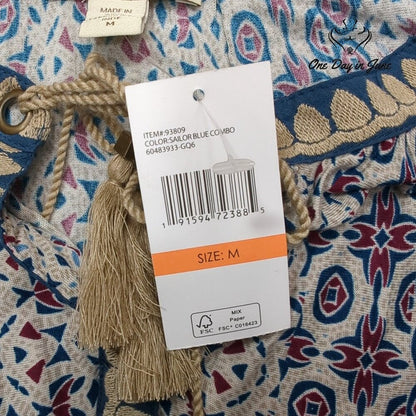 MADE IN
M
One Day in June
ITEM#:93809
COLOR:SAILOR BLUE COMBO
60483933-GQ6
1 91594 72388 5
SIZE: M
FSC
MIX
Paper
FSC® C018423